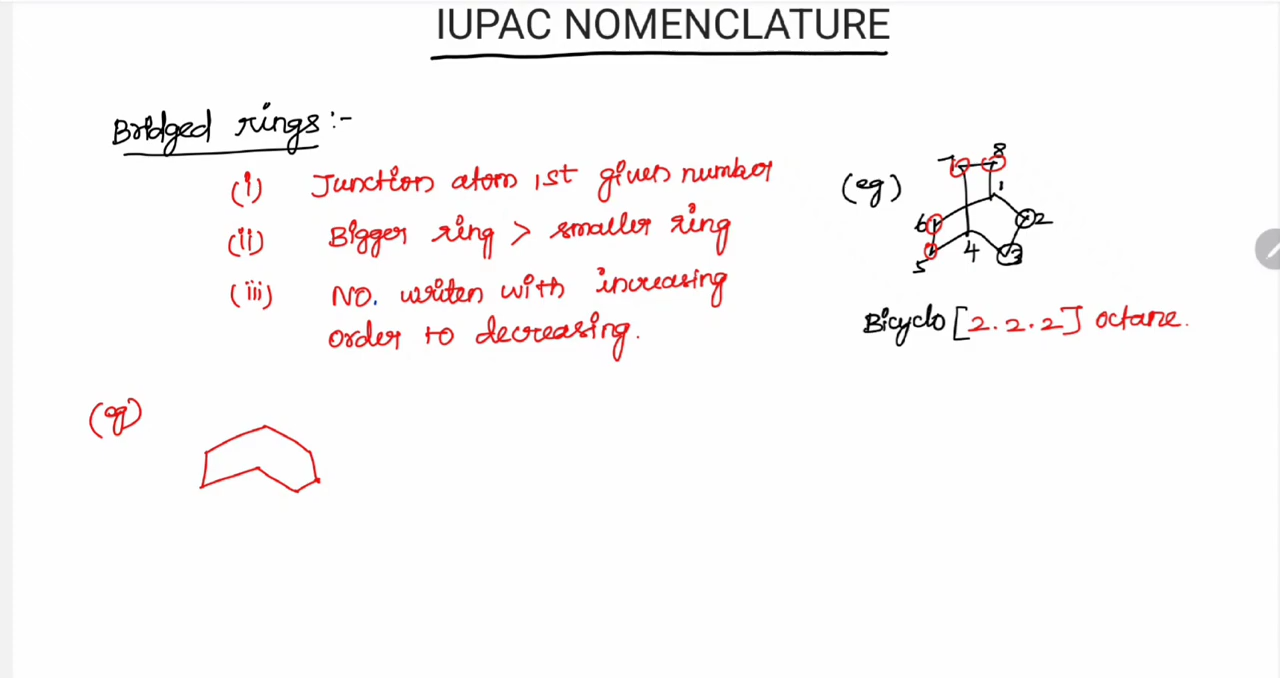 IUPAC NOMENCLATURE
Bridged rings :-
(i) Junction atom 1st given number
(ii) Bigger ring > smaller ring
(iii) NO. writen with increasing
order to decreasing.
(eg)
7 8
1
6 2
5 4 3
Bicyclo [2.2.2] octane.
(eg)